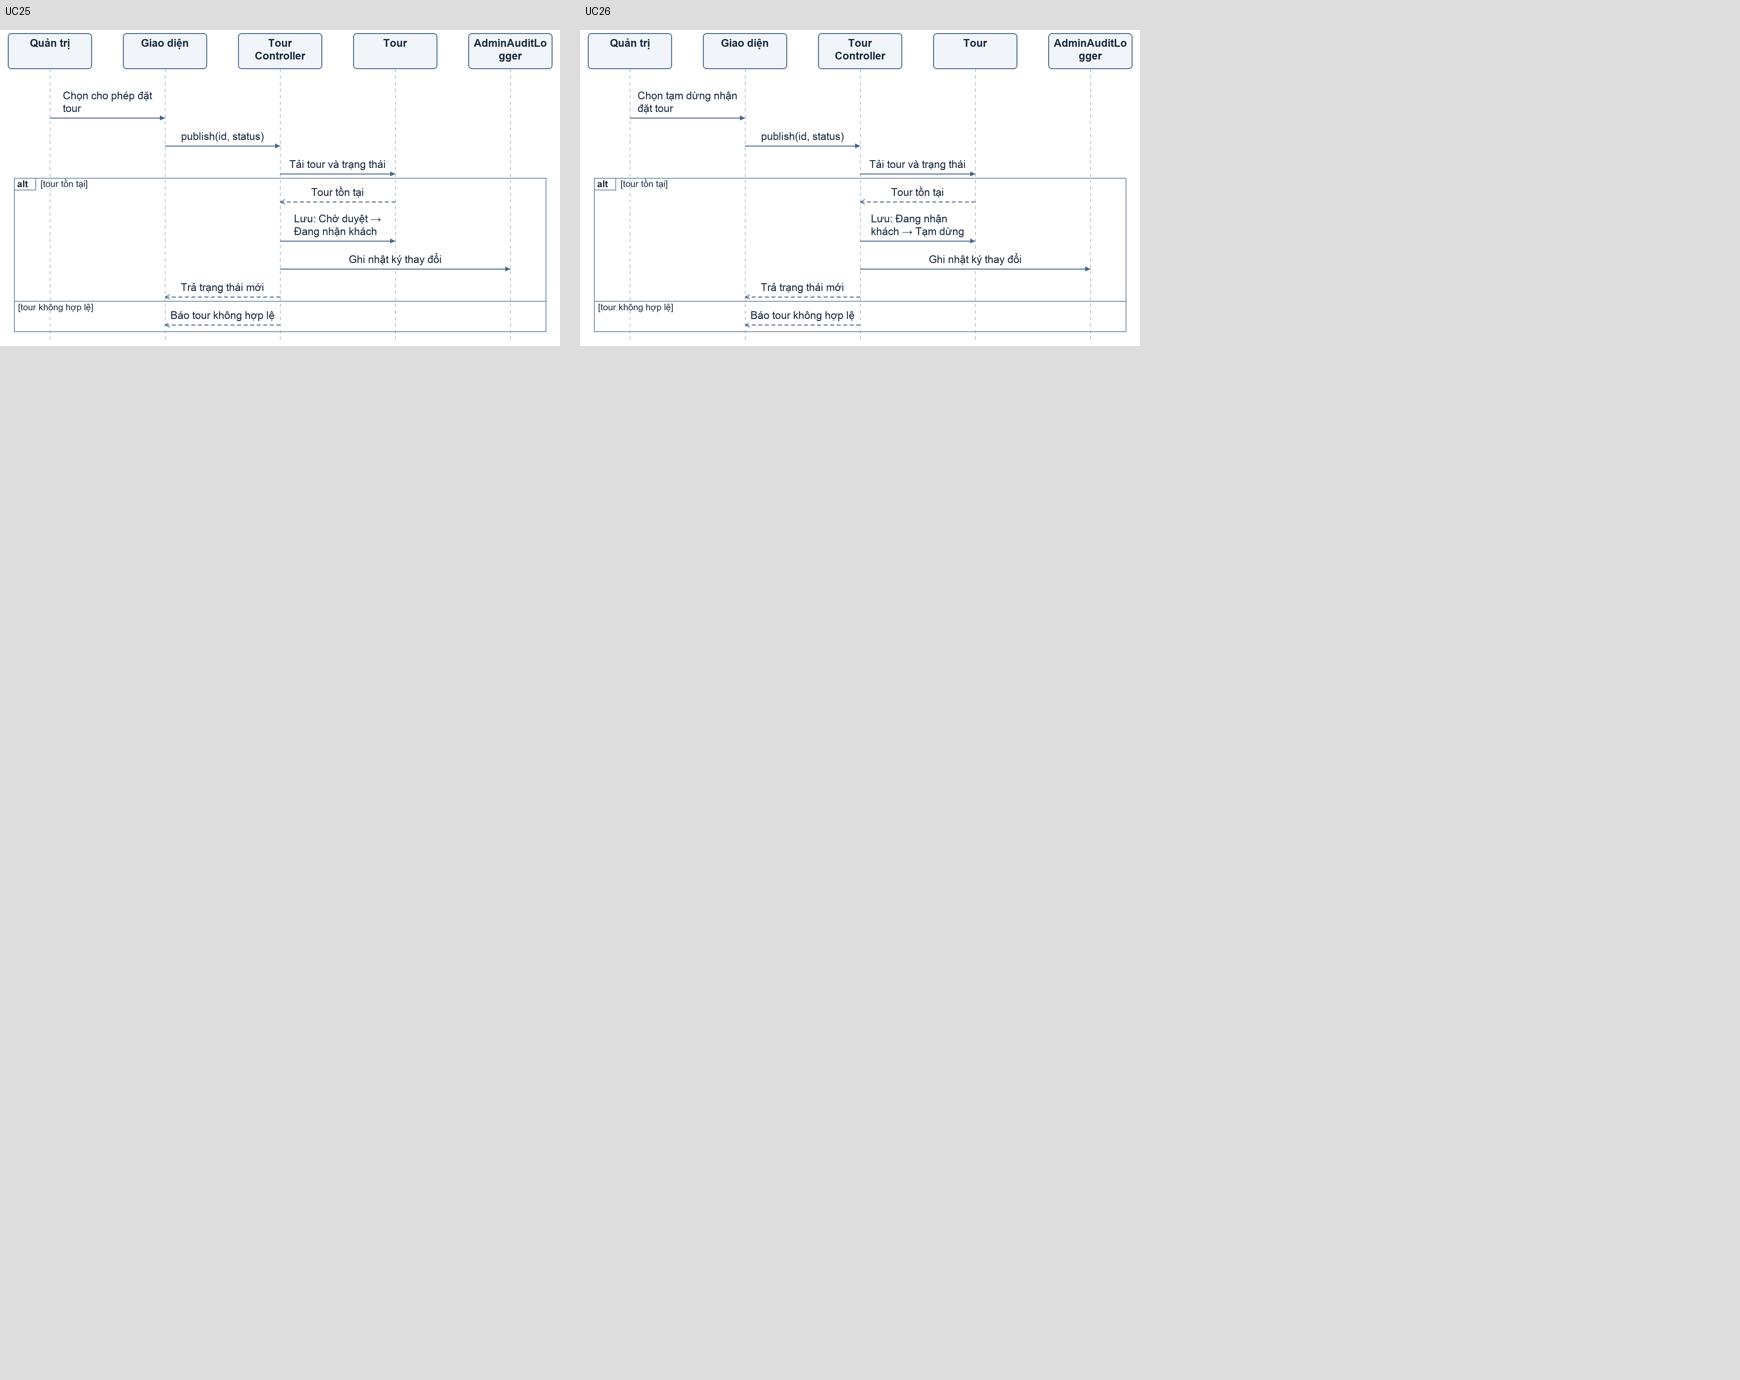 UC25
Quản trị
Giao diện
Tour
Controller
Tour
AdminAuditLo
gger
Chọn cho phép đặt
tour
publish(id, status)
Tải tour và trạng thái
alt
[tour tồn tại]
Tour tồn tại
Lưu: Chờ duyệt →
Đang nhận khách
Ghi nhật ký thay đổi
Trả trạng thái mới
[tour không hợp lệ]
Báo tour không hợp lệ
UC26
Quản trị
Giao diện
Tour
Controller
Tour
AdminAuditLo
gger
Chọn tạm dừng nhận
đặt tour
publish(id, status)
Tải tour và trạng thái
alt
[tour tồn tại]
Tour tồn tại
Lưu: Đang nhận
khách → Tạm dừng
Ghi nhật ký thay đổi
Trả trạng thái mới
[tour không hợp lệ]
Báo tour không hợp lệ